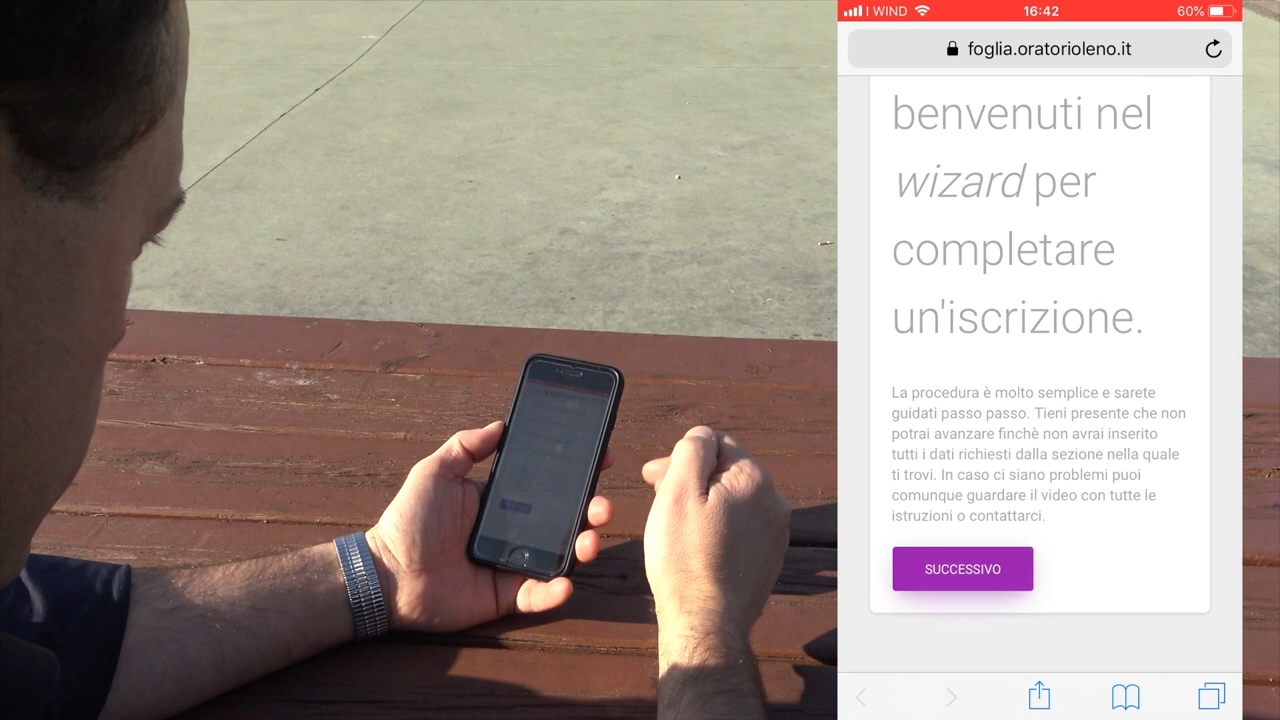 I WIND 16:42 60%
foglia.oratorioleno.it
benvenuti nel
wizard per
completare
un'iscrizione.
La procedura è molto semplice e sarete
guidati passo passo. Tieni presente che non
potrai avanzare finchè non avrai inserito
tutti i dati richiesti dalla sezione nella quale
ti trovi. In caso ci siano problemi puoi
comunque guardare il video con tutte le
istruzioni o contattarci.
SUCCESSIVO